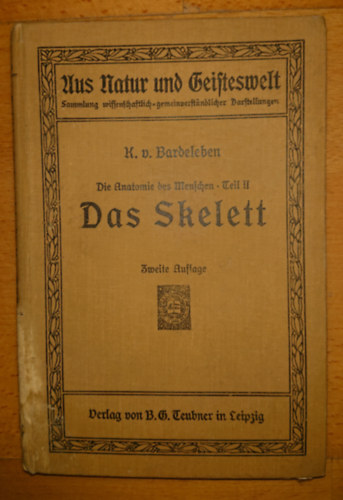 Aus Natur und Geisteswelt
Sammlung wissenschaftlich-gemeinverständlicher Darstellungen
K. v. Bardeleben
Die Anatomie des Menschen · Teil II
Das Skelett
Zweite Auflage
Verlag von B. G. Teubner in Leipzig